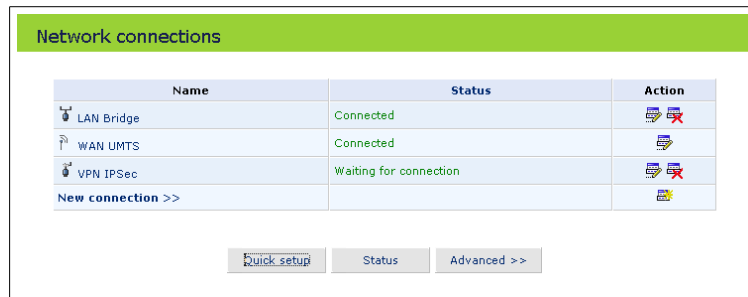 Network connections
Name Status Action
LAN Bridge Connected
WAN UMTS Connected
VPN IPSec Waiting for connection
New connection >>
Quick setup Status Advanced >>